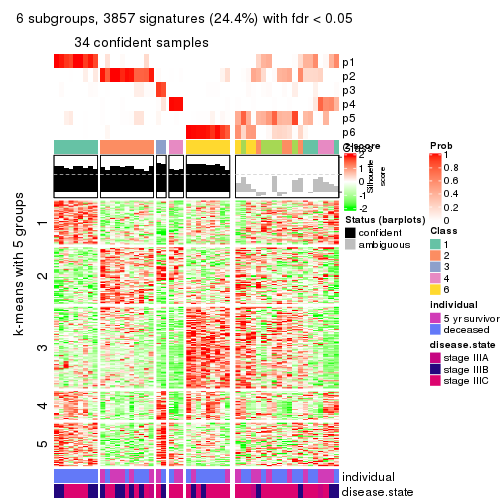 6 subgroups, 3857 signatures (24.4%) with fdr < 0.05
34 confident samples
p1
p2
p3
p4
p5
p6
Class
z-score
2
1
0
-1
-2
Silhouette
score
k-means with 5 groups
1
2
3
4
5
individual
disease.state
Status (barplots)
confident
ambiguous
Prob
1
0.8
0.6
0.4
0.2
0
Class
1
2
3
4
6
individual
5 yr survivor
deceased
disease.state
stage IIIA
stage IIIB
stage IIIC